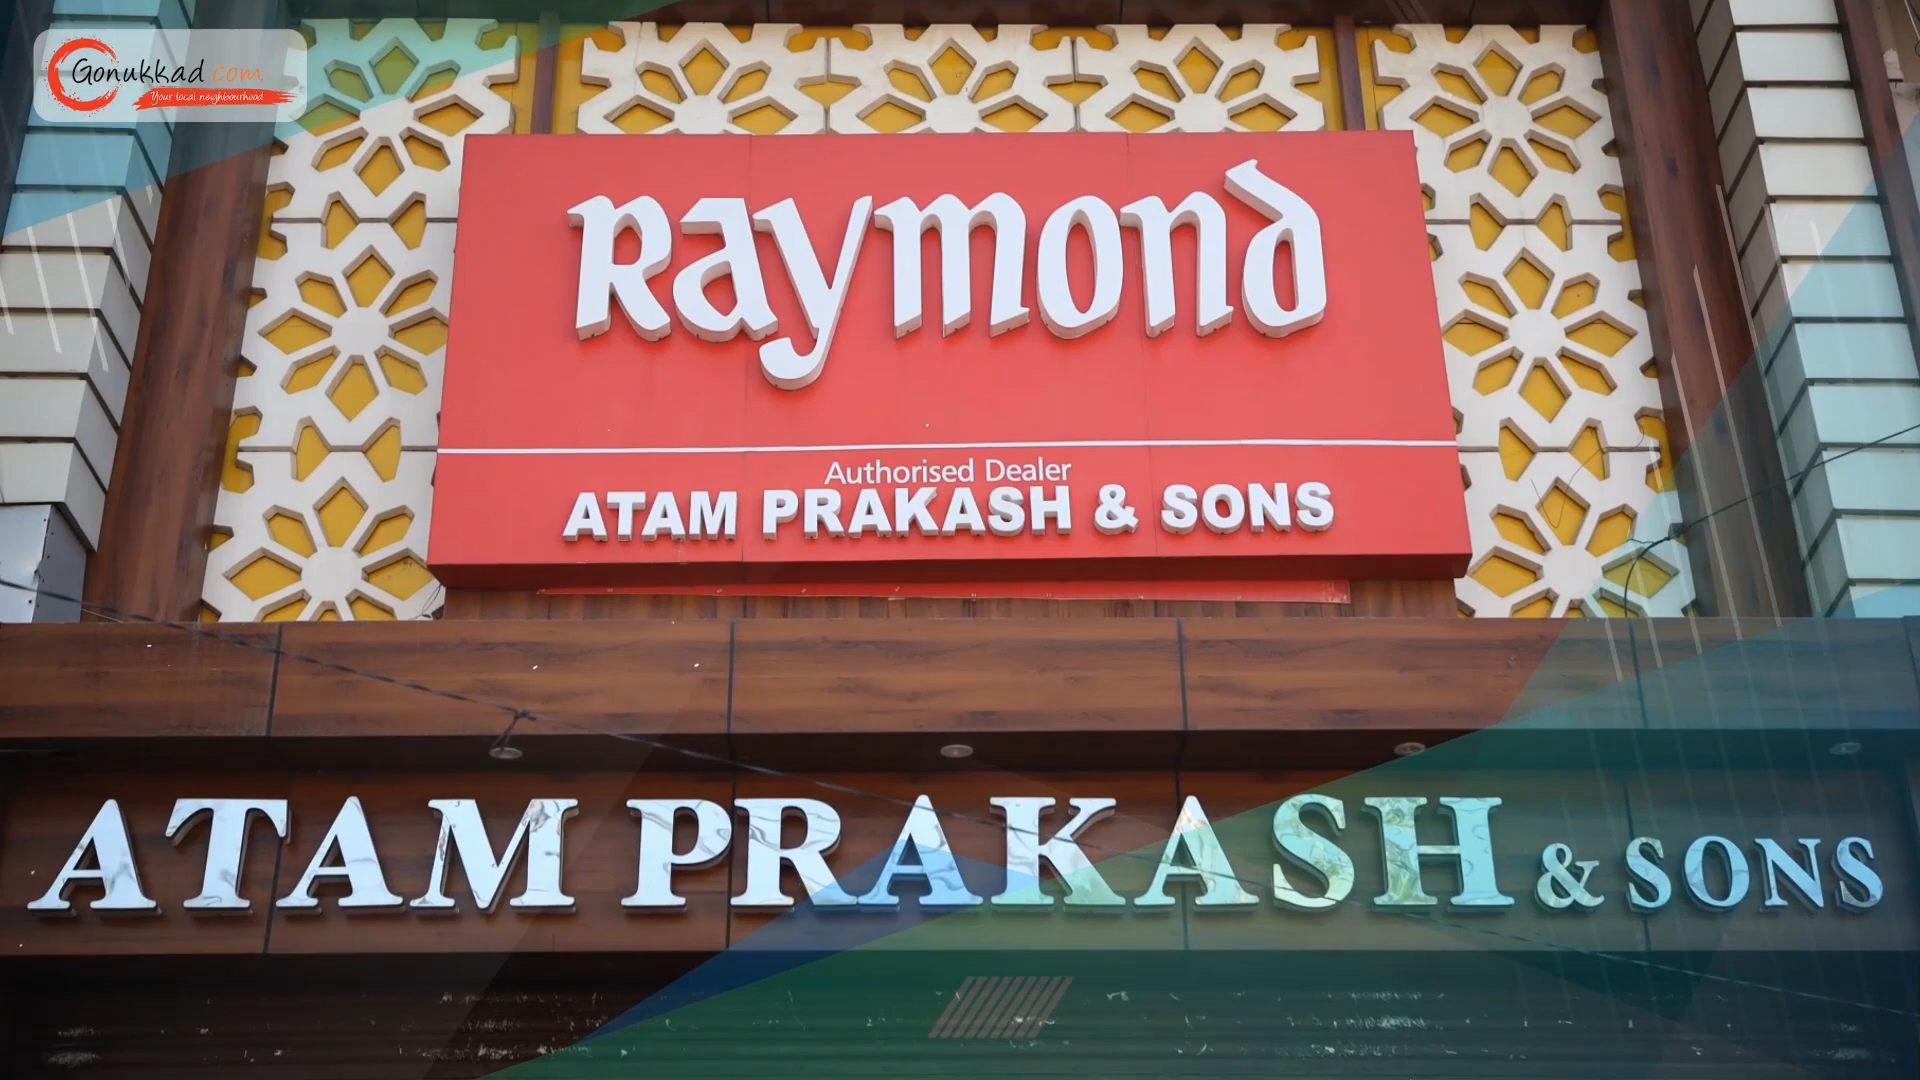 Gonukkad.com
Your local neighbourhood
Raymond
Authorised Dealer
ATAM PRAKASH & SONS
ATAM PRAKASH & SONS